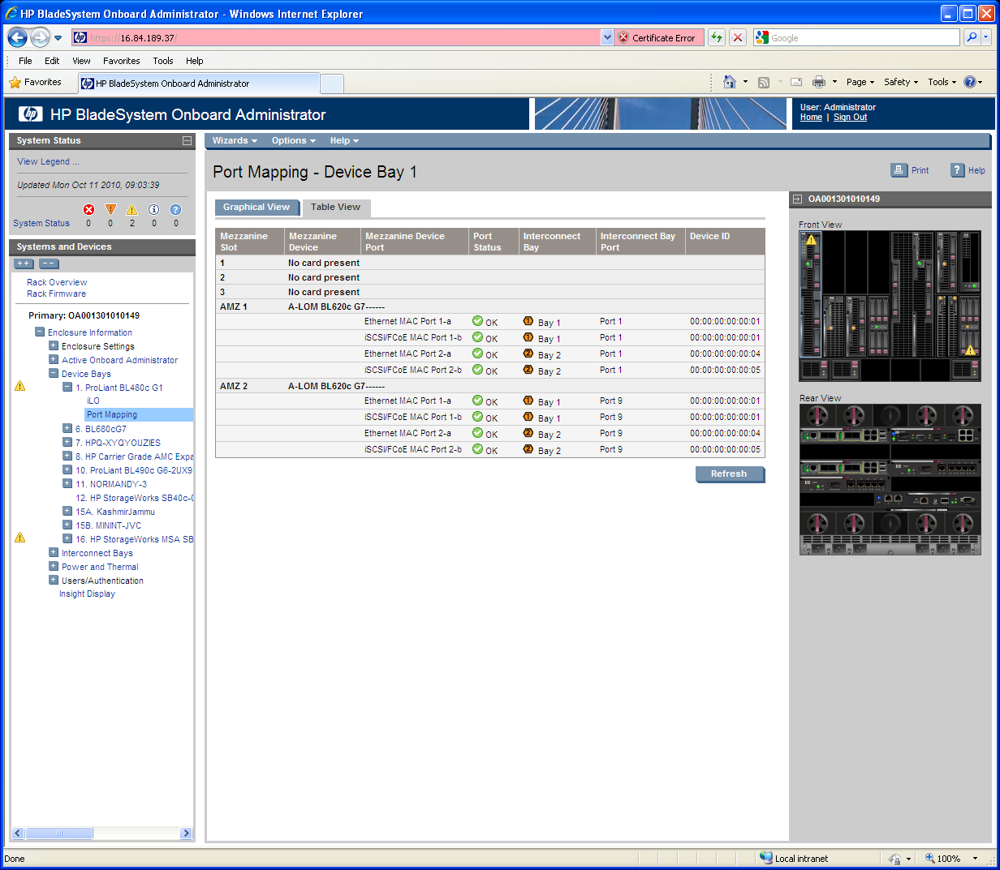 HP BladeSystem Onboard Administrator - Windows Internet Explorer
https://16.84.189.37/
Certificate Error
Google
File Edit View Favorites Tools Help
Favorites
HP BladeSystem Onboard Administrator
Page Safety Tools
hp HP BladeSystem Onboard Administrator
User: Administrator
Home | Sign Out
System Status
View Legend ...
Updated Mon Oct 11 2010, 09:03:39
System Status 0 0 2 0 0
Systems and Devices
Rack Overview
Rack Firmware
Primary: OA001301010149
Enclosure Information
Enclosure Settings
Active Onboard Administrator
Device Bays
1. ProLiant BL480c G1
iLO
Port Mapping
6. BL680cG7
7. HPQ-XYQYOUZIES
8. HP Carrier Grade AMC Expa
10. ProLiant BL490c G6-2UX9
11. NORMANDY-3
12. HP StorageWorks SB40c-
15A. KashmirJammu
15B. MININT-JVC
16. HP StorageWorks MSA SB
Interconnect Bays
Power and Thermal
Users/Authentication
Insight Display
Wizards Options Help
Port Mapping - Device Bay 1
Print Help
Graphical View Table View
Mezzanine Slot Mezzanine Device Mezzanine Device Port Port Status Interconnect Bay Interconnect Bay Port Device ID
1 No card present
2 No card present
3 No card present
AMZ 1 A-LOM BL620c G7------
Ethernet MAC Port 1-a OK 1 Bay 1 Port 1 00:00:00:00:00:01
iSCSI/FCoE MAC Port 1-b OK 1 Bay 1 Port 1 00:00:00:00:00:01
Ethernet MAC Port 2-a OK 2 Bay 2 Port 1 00:00:00:00:00:04
iSCSI/FCoE MAC Port 2-b OK 2 Bay 2 Port 1 00:00:00:00:00:05
AMZ 2 A-LOM BL620c G7------
Ethernet MAC Port 1-a OK 1 Bay 1 Port 9 00:00:00:00:00:01
iSCSI/FCoE MAC Port 1-b OK 1 Bay 1 Port 9 00:00:00:00:00:01
Ethernet MAC Port 2-a OK 2 Bay 2 Port 9 00:00:00:00:00:04
iSCSI/FCoE MAC Port 2-b OK 2 Bay 2 Port 9 00:00:00:00:00:05
Refresh
OA001301010149
Front View
Rear View
Done
Local intranet
100%